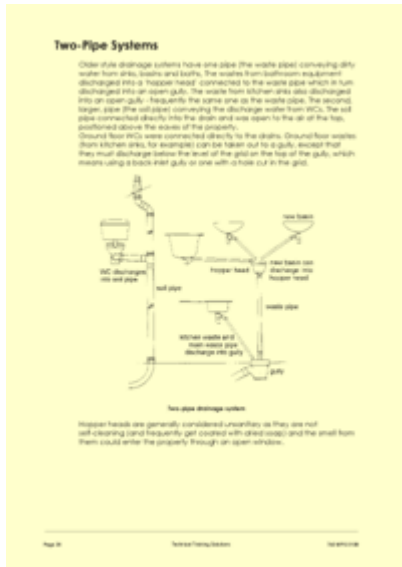 Two-Pipe Systems
Older style drainage systems have one pipe (the waste pipe) conveying dirty
water from sinks, basins and baths. The wastes from bathroom equipment
discharged into a 'hopper head' connected to the waste pipe which in turn
discharged into an open gully. The waste from kitchen sinks also discharged
into an open gully - frequently the same one as the waste pipe. The second,
larger, pipe (the soil pipe) conveying the discharge water from WCs. The soil
pipe connected directly into the drain and was open to the air at the top,
positioned above the eaves of the property.
Ground floor WCs were connected directly to the drains. Ground floor wastes
(from kitchen sinks, for example) can be taken out to a gully, except that
they must discharge below the level of the grid on the top of the gully, which
means using a back inlet gully or one with a hole cut in the grid.
new basin
WC discharges
into soil pipe
hopper head
new basin can
discharge into
hopper head
soil pipe
waste pipe
kitchen waste and
main waste pipe
discharge into gully
gully
Two-pipe drainage system
Hopper heads are generally considered unsanitary as they are not
self-cleaning (and frequently get coated with dried soap) and the smell from
them could enter the property through an open window.
Technical Training Solutions